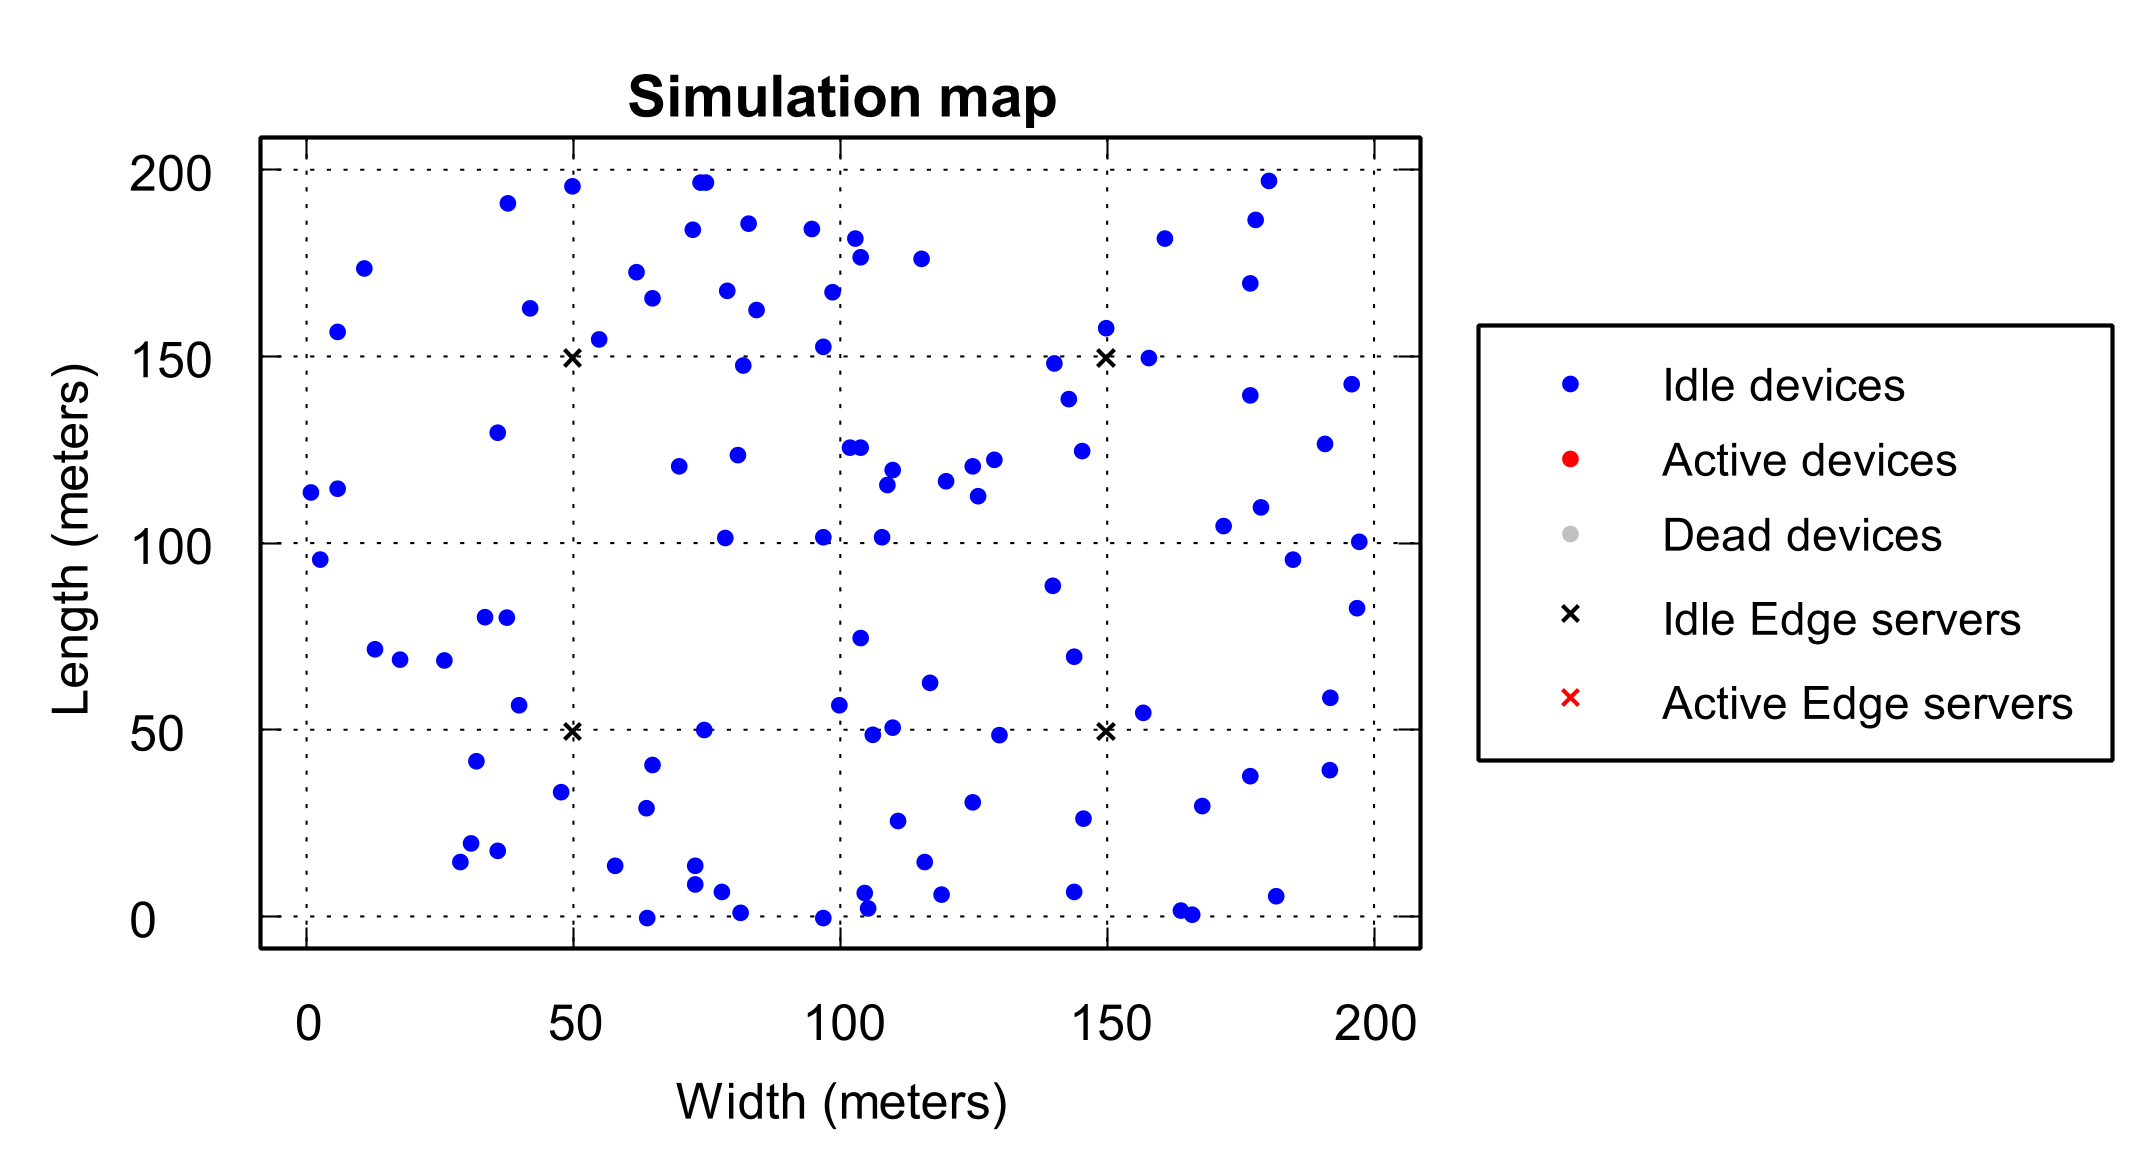 Simulation map
200
150
100
50
0
Length (meters)
0 50 100 150 200
Width (meters)
Idle devices
Active devices
Dead devices
Idle Edge servers
Active Edge servers